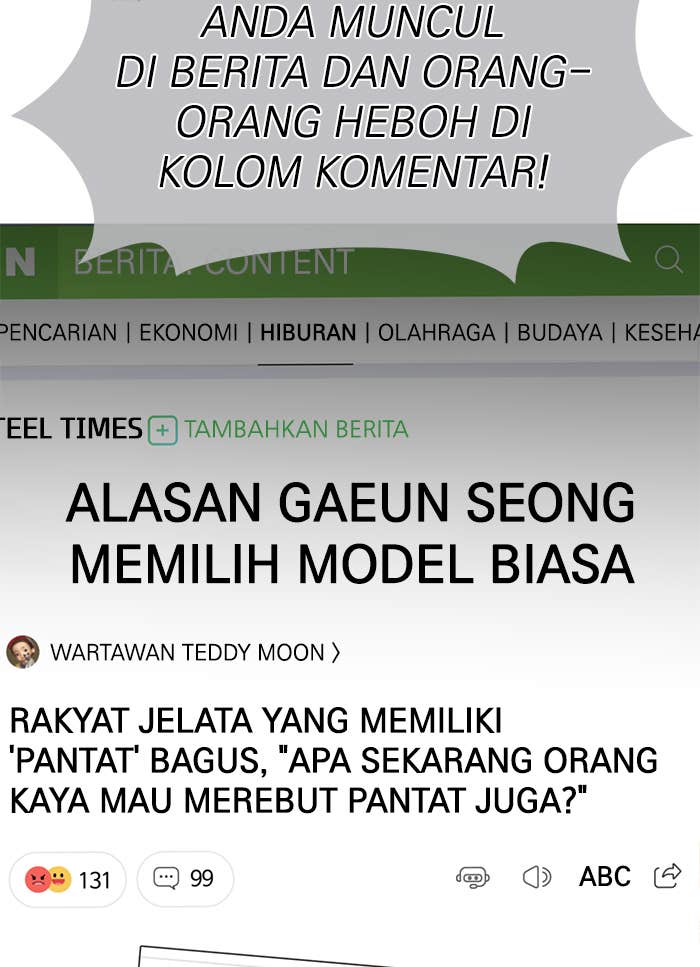 ANDA MUNCUL
DI BERITA DAN ORANG-
ORANG HEBOH DI
KOLOM KOMENTAR!
N BERITA: CONTENT
PENCARIAN | EKONOMI | HIBURAN | OLAHRAGA | BUDAYA | KESEHA
TEEL TIMES + TAMBAHKAN BERITA
ALASAN GAEUN SEONG
MEMILIH MODEL BIASA
WARTAWAN TEDDY MOON 〉
RAKYAT JELATA YANG MEMILIKI
'PANTAT' BAGUS, "APA SEKARANG ORANG
KAYA MAU MEREBUT PANTAT JUGA?"
131 99 ABC